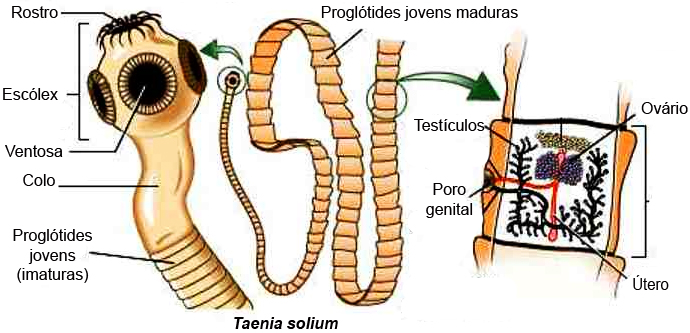 Rostro
Escólex
Ventosa
Colo
Proglótides
jovens
(imaturas)
Proglótides jovens maduras
Testículos
Ovário
Poro
genital
Útero
Taenia solium